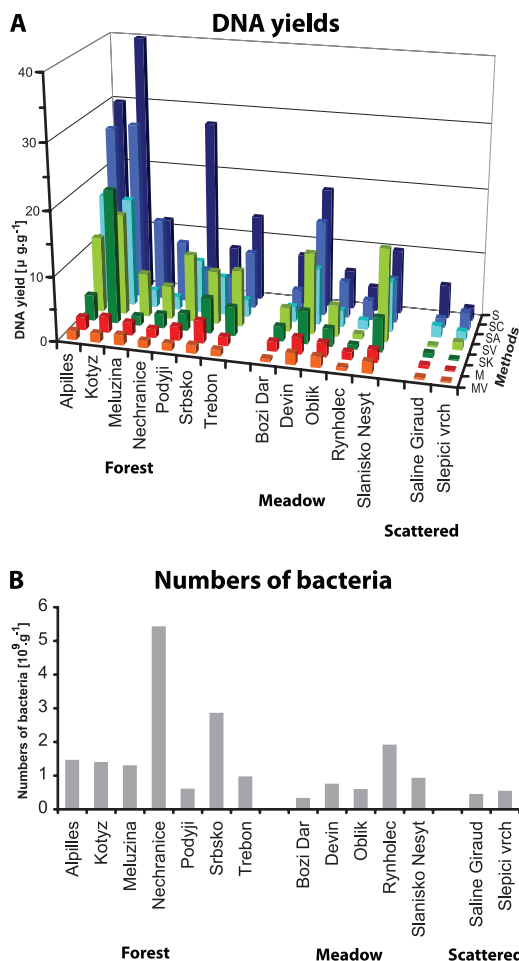 A DNA yields
DNA yield [µ g.g-1]
40
30
20
10
0
Alpilles
Kotyz
Meluzina
Nechranice
Podyji
Srbsko
Trebon
Bozi Dar
Devin
Oblik
Rynholec
Slanisko Nesyt
Saline Giraud
Slepici vrch
S
SC
SA
SV
SK
M
MV
Methods
Forest
Meadow
Scattered
B Numbers of bacteria
Numbers of bacteria [10⁹.g-1]
6
5
4
3
2
1
0
Alpilles
Kotyz
Meluzina
Nechranice
Podyji
Srbsko
Trebon
Bozi Dar
Devin
Oblik
Rynholec
Slanisko Nesyt
Saline Giraud
Slepici vrch
Forest
Meadow
Scattered